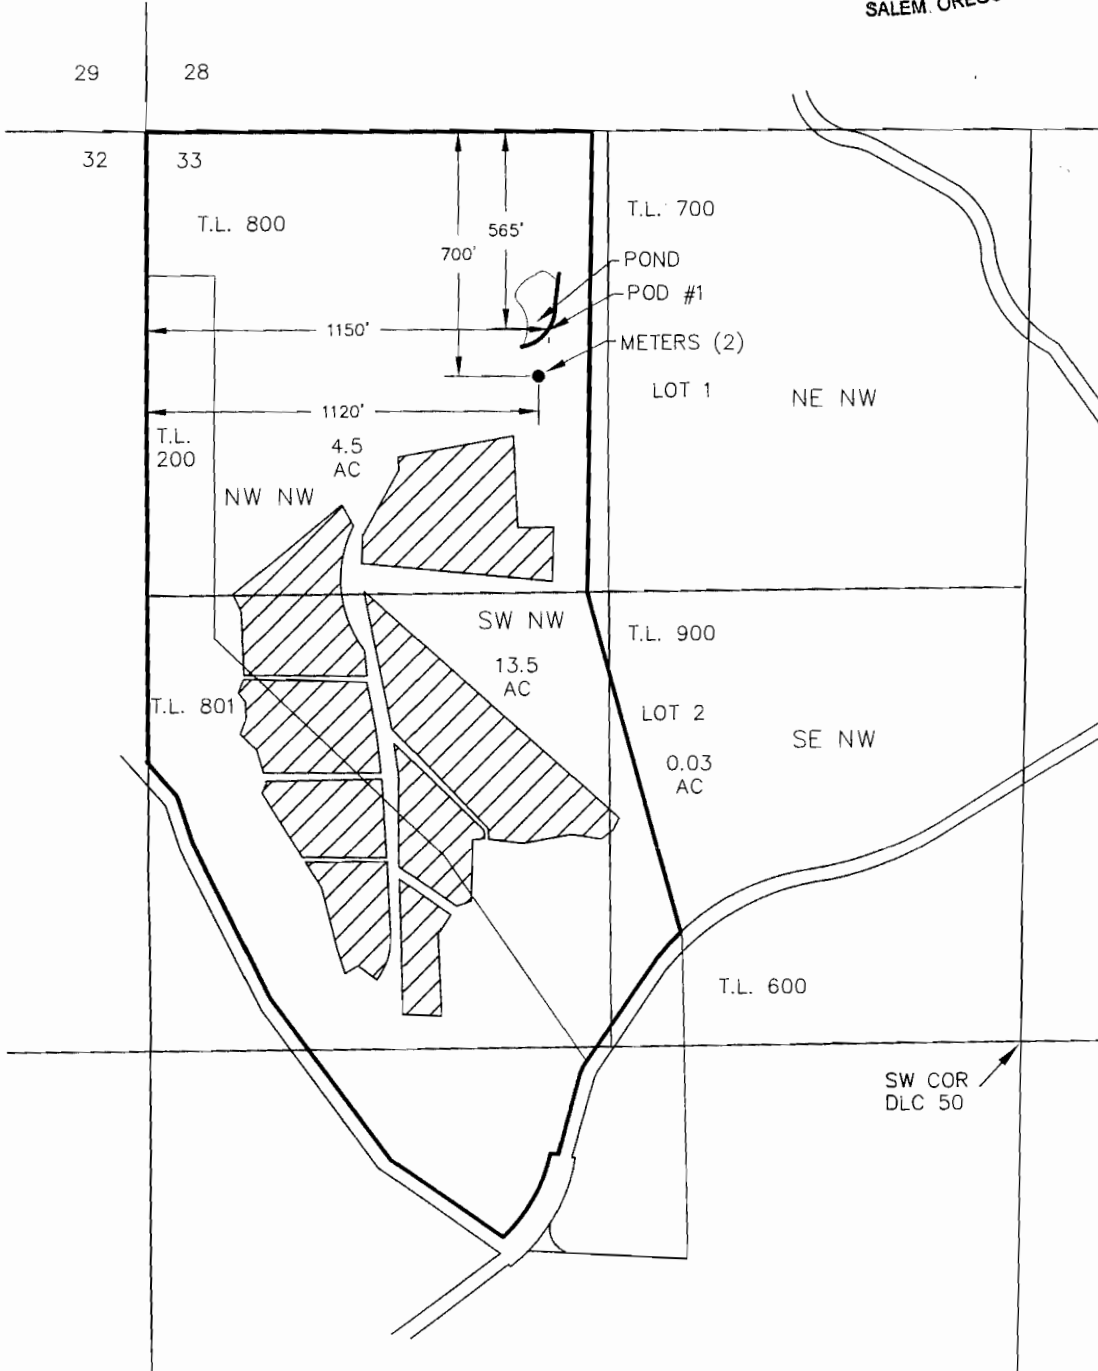 SALEM, OREGO
29
28
32
33
T.L. 800
T.L. 700
565'
700'
POND
POD #1
1150'
METERS (2)
LOT 1
NE NW
1120'
T.L.
200
4.5
AC
NW NW
SW NW
T.L. 900
13.5
AC
T.L. 801
LOT 2
SE NW
0.03
AC
T.L. 600
SW COR
DLC 50